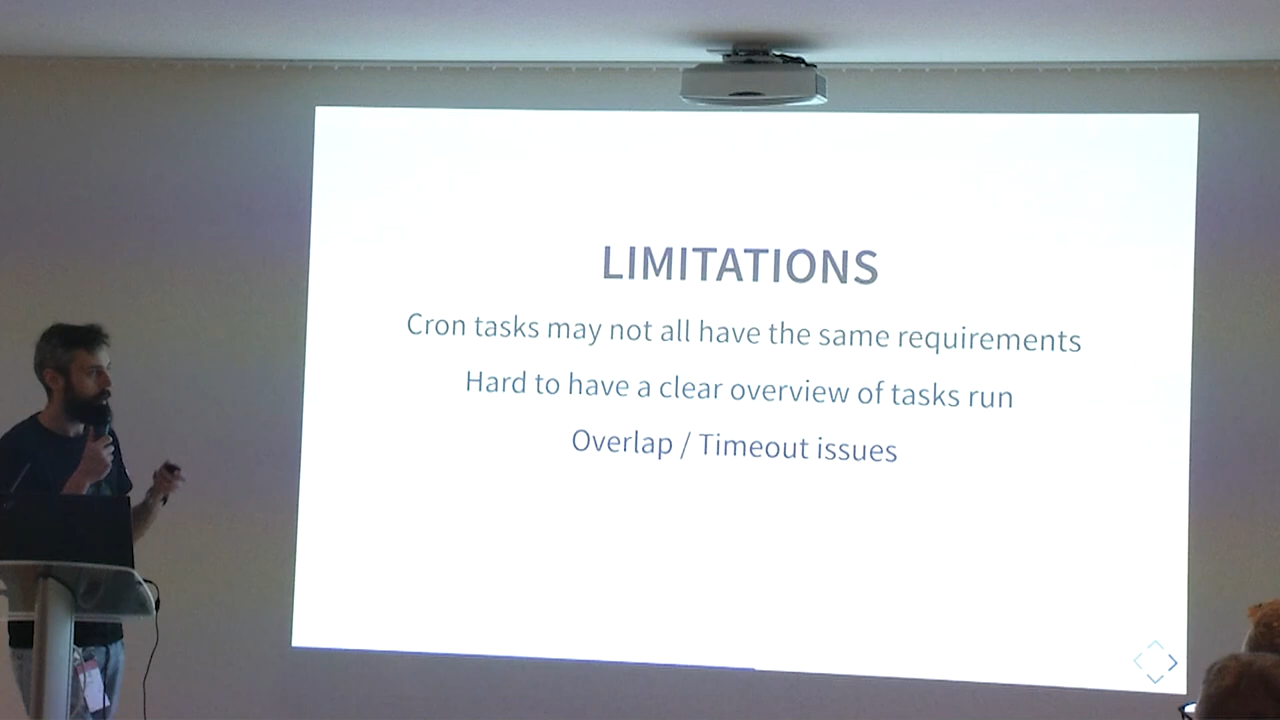 LIMITATIONS
Cron tasks may not all have the same requirements
Hard to have a clear overview of tasks run
Overlap / Timeout issues